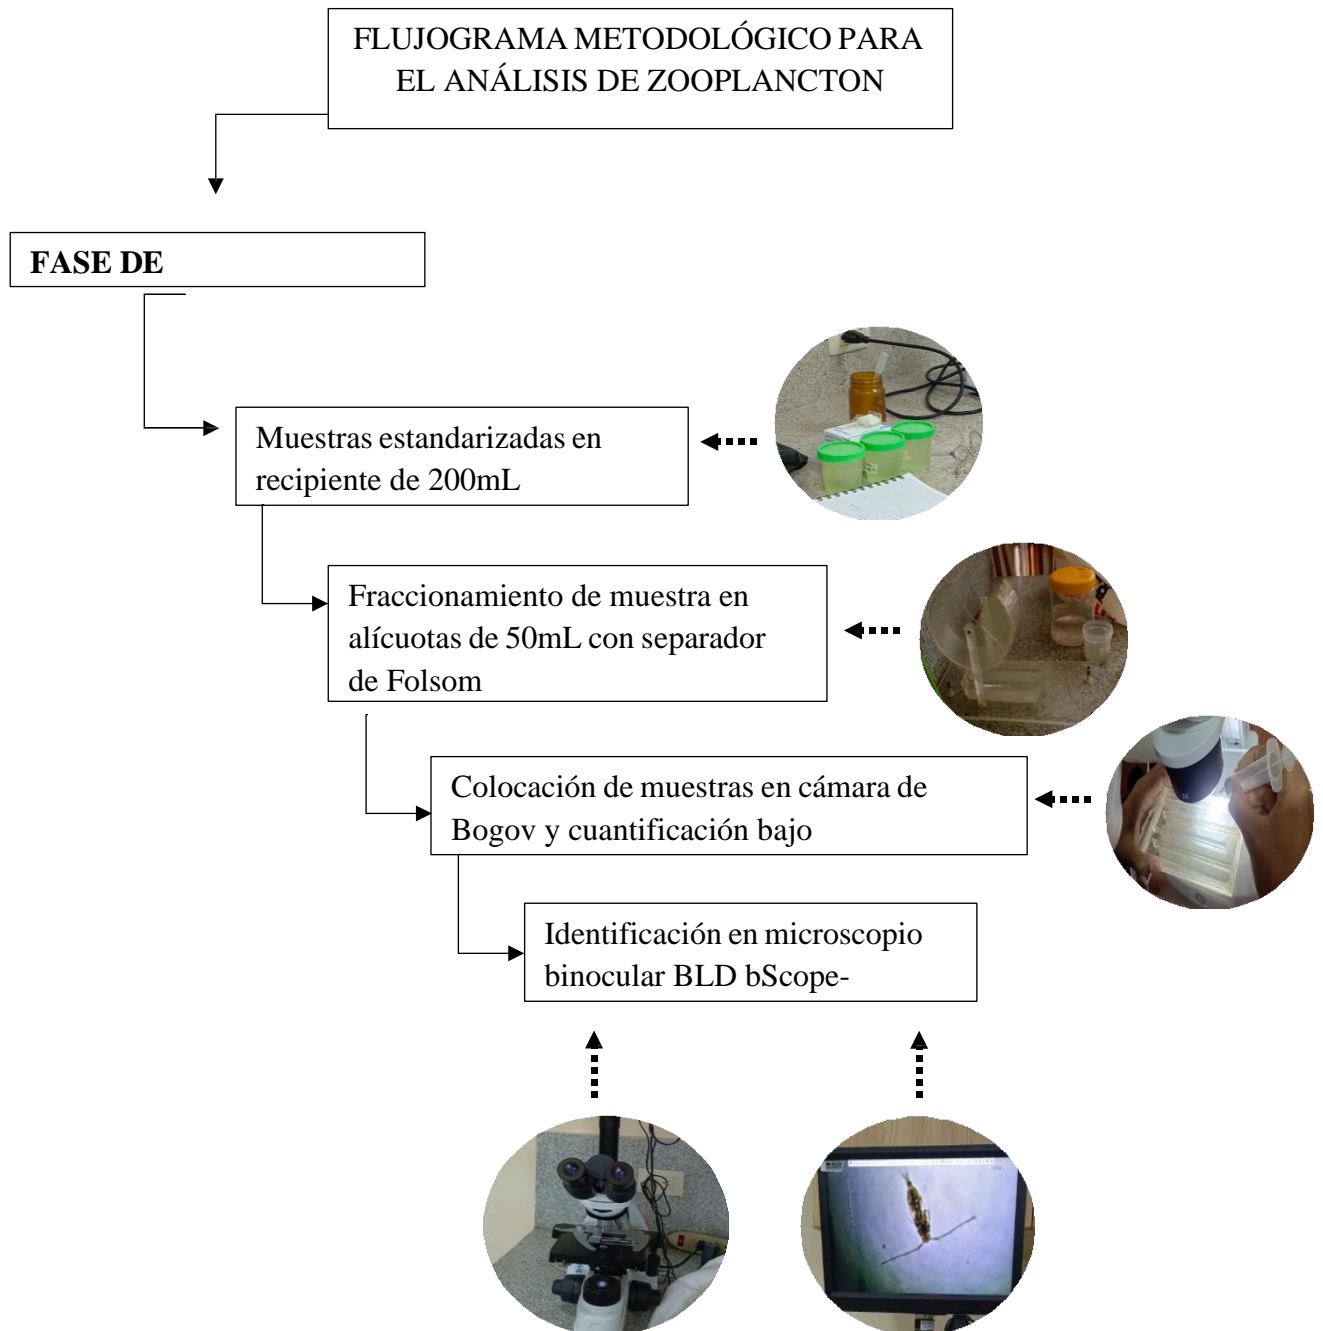 FLUJOGRAMA METODOLÓGICO PARA
EL ANÁLISIS DE ZOOPLANCTON
FASE DE
Muestras estandarizadas en
recipiente de 200mL
Fraccionamiento de muestra en
alícuotas de 50mL con separador
de Folsom
Colocación de muestras en cámara de
Bogov y cuantificación bajo
Identificación en microscopio
binocular BLD bScope-